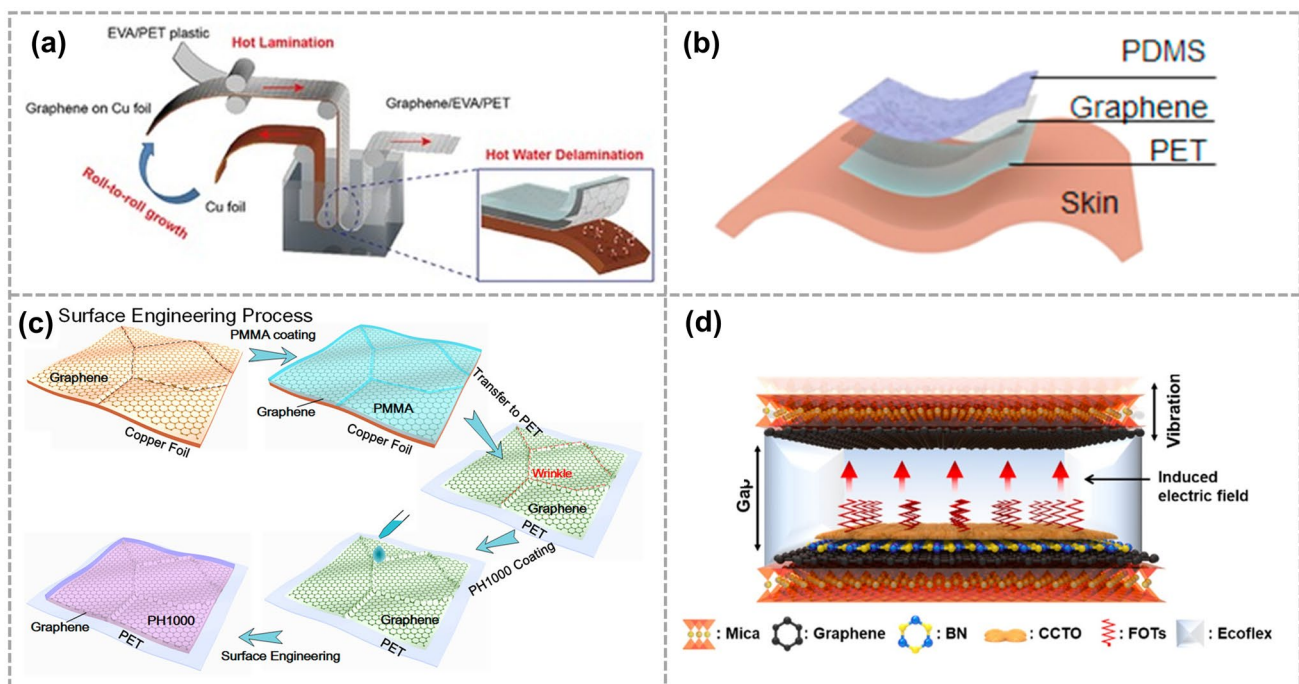 (a)
EVA/PET plastic
Hot Lamination
Graphene on Cu foil
Graphene/EVA/PET
Hot Water Delamination
Roll-to-roll growth
Cu foil
(b)
PDMS
Graphene
PET
Skin
(c)
Surface Engineering Process
PMMA coating
Graphene
Copper Foil
Graphene
PMMA
Copper Foil
Transfer to PET
Wrinkle
Graphene
PET
PH1000 Coating
Graphene
PET
Surface Engineering
PH1000
Graphene
PET
(d)
Vibration
Gap
Induced
electric field
: Mica : Graphene : BN : CCTO : FOTs : Ecoflex